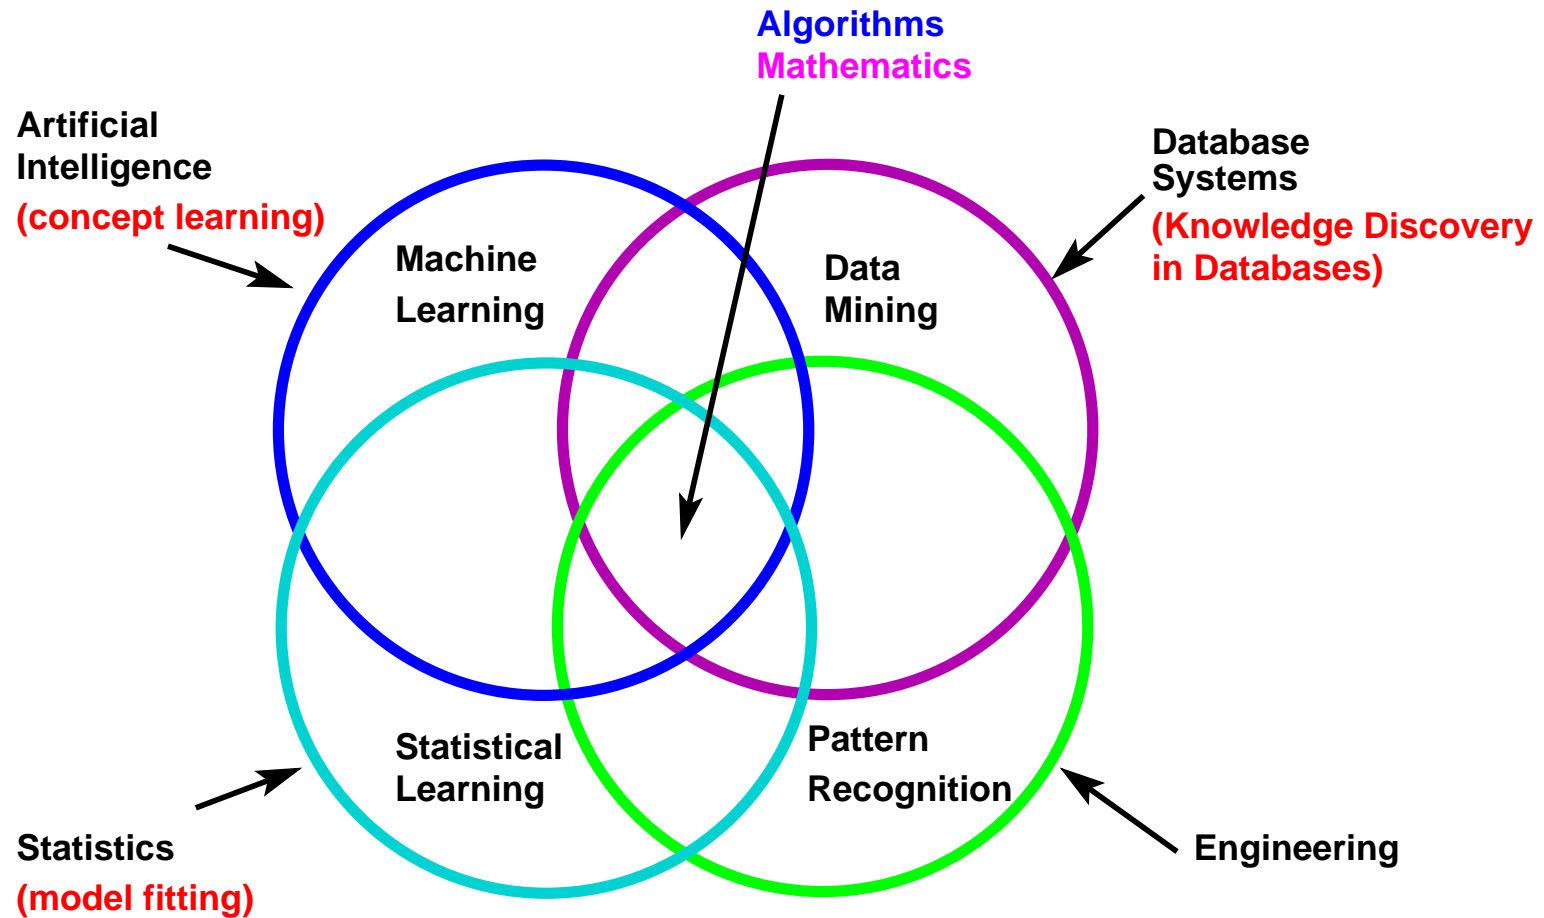 Algorithms
Mathematics
Artificial
Intelligence
(concept learning)
Database
Systems
(Knowledge Discovery
in Databases)
Machine
Learning
Data
Mining
Statistical
Learning
Pattern
Recognition
Statistics
(model fitting)
Engineering